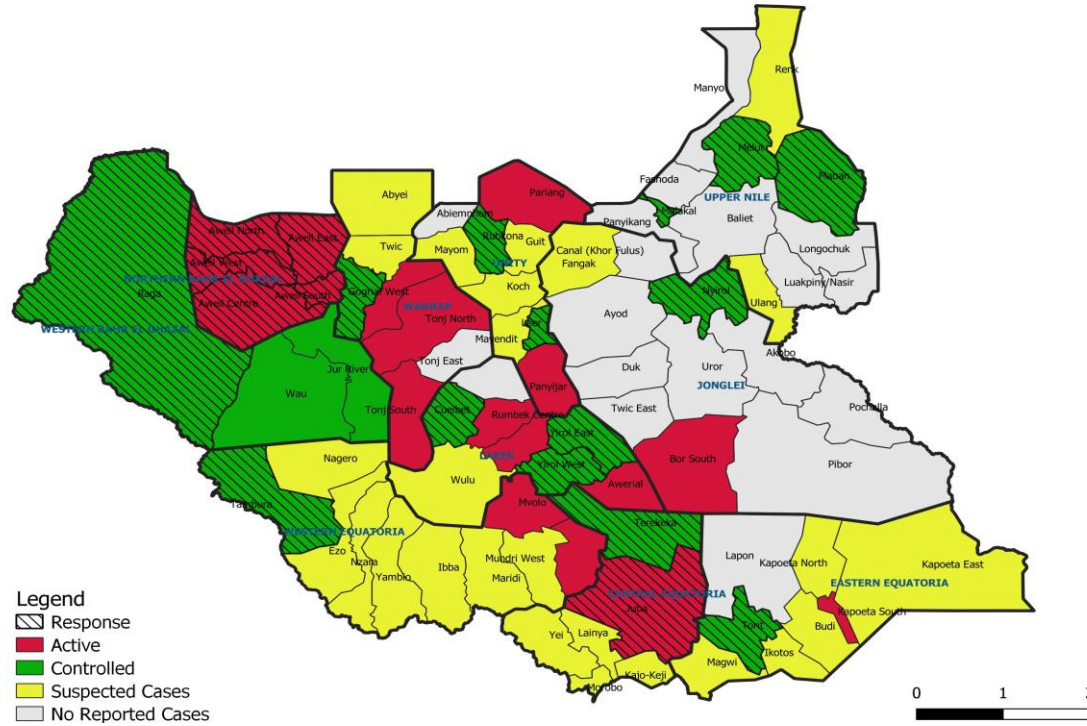 Renk
Manyo
Melut
Maban
Fashoda
Malakal
UPPER NILE
Baliet
Panyikang
Longochuk
Luakpiny/Nasir
Ulang
Abyei
Twic
Pariang
Abiemnhom
Rubkona
Guit
Mayom
UNITY
Koch
Leer
Mayendit
Canal (Khor Fulus)
Fangak
Nyirol
Ayod
Akobo
Uror
Duk
JONGLEI
Pochalla
Twic East
Pibor
Bor South
Aweil North
Aweil East
Aweil West
NORTHERN BAHR EL GHAZAL
Aweil Centre
Aweil South
Raga
WESTERN BAHR EL GHAZAL
Gogrial West
WARRAP
Tonj North
Tonj East
Jur River
Wau
Tonj South
Cueibet
Rumbek Centre
Panyijar
Yirol East
LAKES
Yirol West
Awerial
Wulu
Nagero
Tambura
Mvolo
Terekeka
WESTERN EQUATORIA
Ezo
Nzara
Yambio
Ibba
Mundri West
Maridi
Lapon
Kapoeta North
Kapoeta East
EASTERN EQUATORIA
CENTRAL EQUATORIA
Juba
Kapoeta South
Budi
Torit
Ikotos
Magwi
Yei
Lainya
Kajo-Keji
Morobo
Legend
Response
Active
Controlled
Suspected Cases
No Reported Cases
0 1